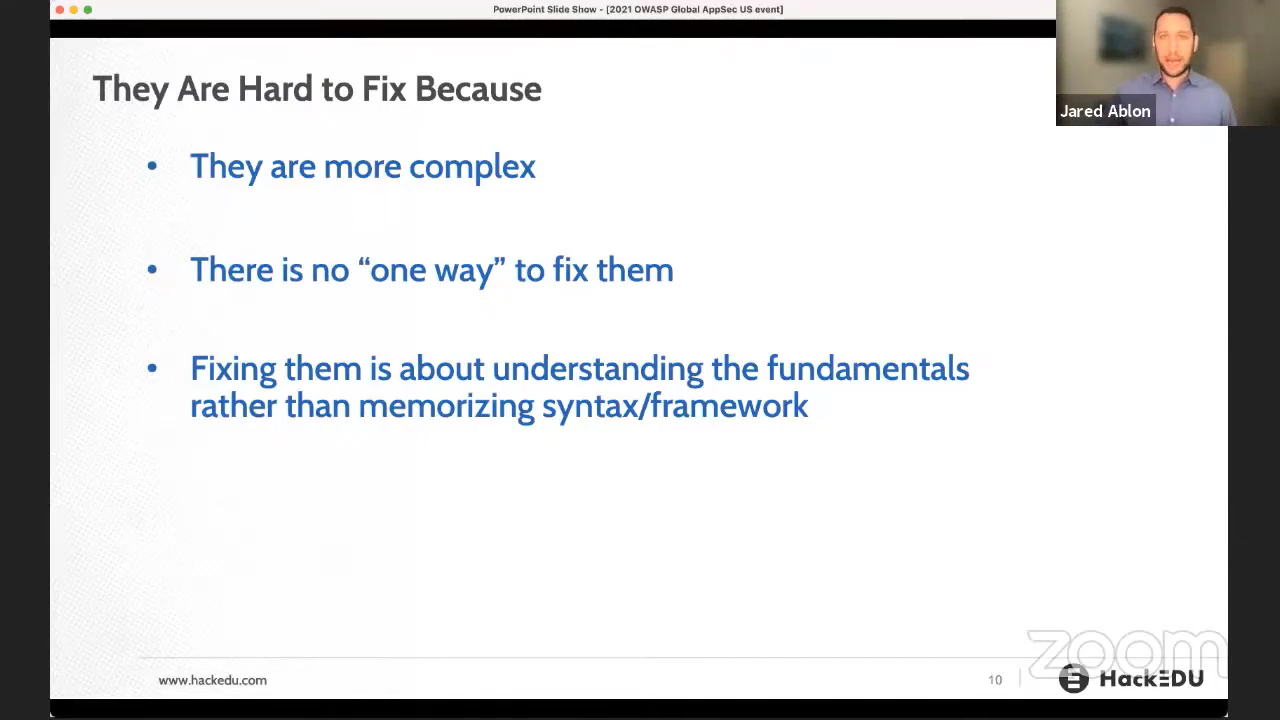 PowerPoint Slide Show - [2021 OWASP Global AppSec US event]
Jared Ablon
They Are Hard to Fix Because
• They are more complex
• There is no “one way” to fix them
• Fixing them is about understanding the fundamentals
rather than memorizing syntax/framework
zoom
www.hackedu.com
10
HackEDU